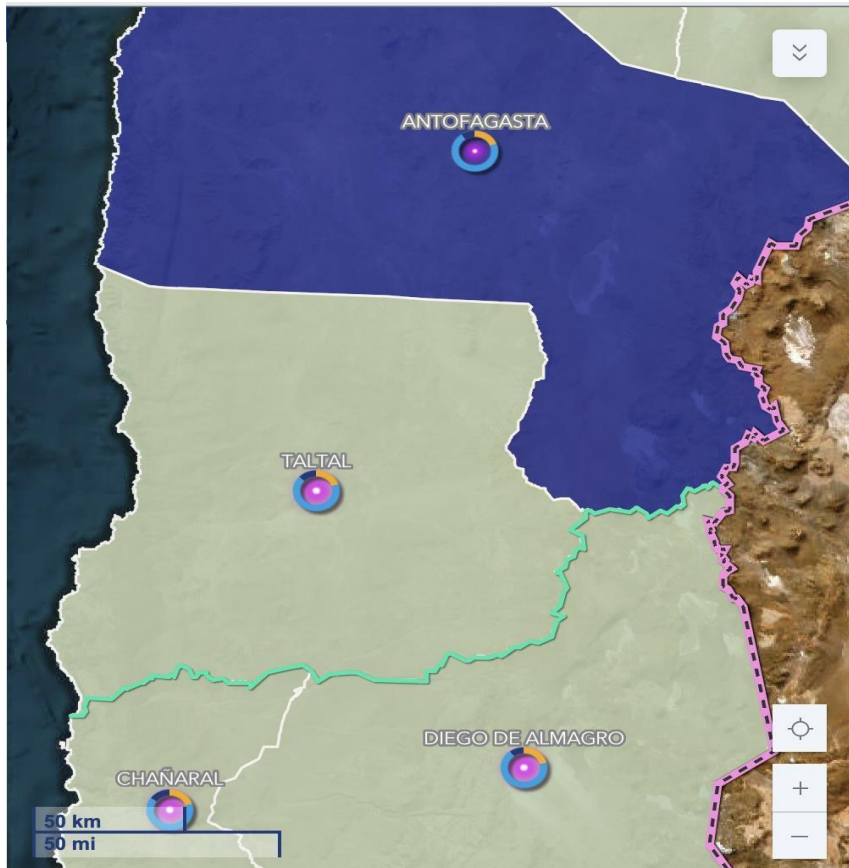 ANTOFAGASTA
TALTAL
DIEGO DE ALMAGRO
CHAÑARAL
50 km
50 mi